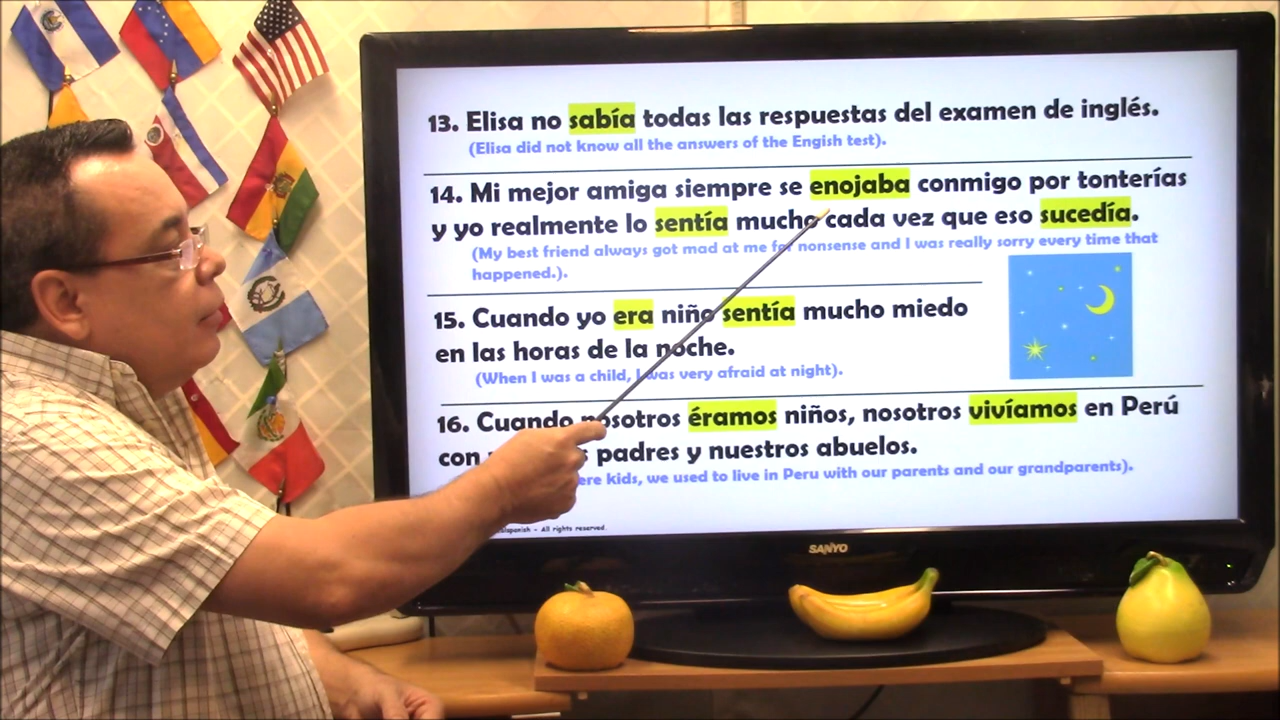 13. Elisa no sabía todas las respuestas del examen de inglés.
(Elisa did not know all the answers of the Engish test).
14. Mi mejor amiga siempre se enojaba conmigo por tonterías
y yo realmente lo sentía mucho cada vez que eso sucedía.
(My best friend always got mad at me for nonsense and I was really sorry every time that
happened.).
15. Cuando yo era niño sentía mucho miedo
en las horas de la noche.
(When I was a child, I was very afraid at night).
16. Cuando nosotros éramos niños, nosotros vivíamos en Perú
con padres y nuestros abuelos.
kids, we used to live in Peru with our parents and our grandparents).
- All rights reserved.
SANYO